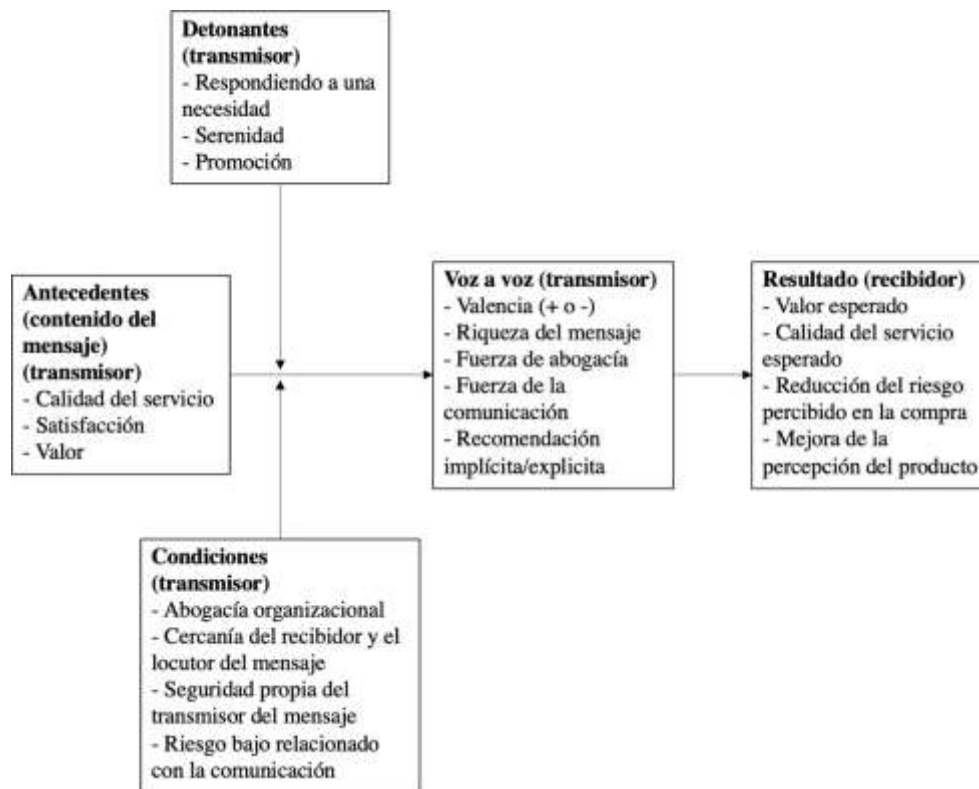 Detonantes
(transmisor)
- Respondiendo a una
necesidad
- Serenidad
- Promoción
Antecedentes
(contenido del
mensaje)
(transmisor)
- Calidad del servicio
- Satisfacción
- Valor
Voz a voz (transmisor)
- Valencia (+ o -)
- Riqueza del mensaje
- Fuerza de abogacía
- Fuerza de la
comunicación
- Recomendación
implícita/explicita
Resultado (recibidor)
- Valor esperado
- Calidad del servicio
esperado
- Reducción del riesgo
percibido en la compra
- Mejora de la
percepción del producto
Condiciones
(transmisor)
- Abogacía organizacional
- Cercanía del recibidor y el
locutor del mensaje
- Seguridad propia del
transmisor del mensaje
- Riesgo bajo relacionado
con la comunicación